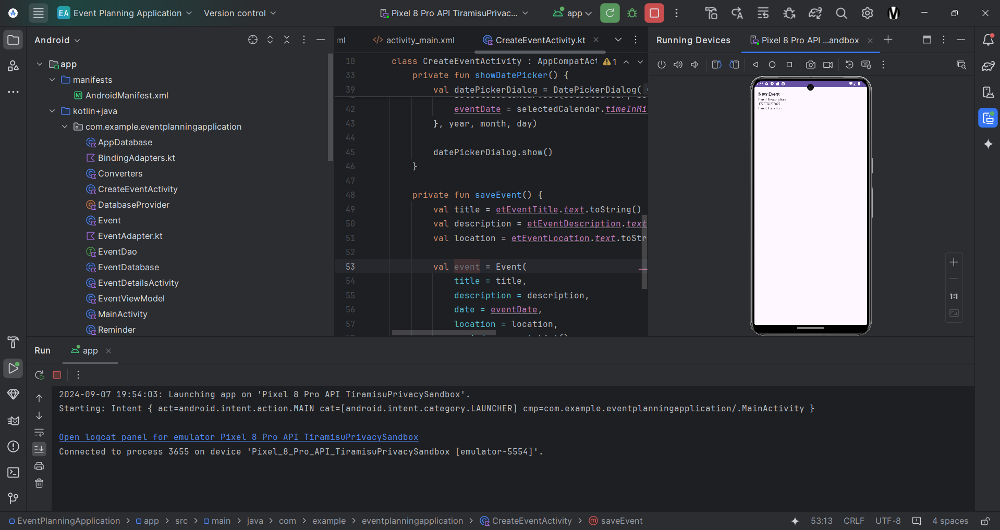 EA Event Planning Application Version control Pixel 8 Pro API TiramisuPrivac... app
Android
app
manifests
AndroidManifest.xml
kotlin+java
com.example.eventplanningapplication
AppDatabase
BindingAdapters.kt
Converters
CreateEventActivity
DatabaseProvider
Event
EventAdapter.kt
EventDao
EventDatabase
EventDetailsActivity
EventViewModel
MainActivity
Reminder
ml activity_main.xml CreateEventActivity.kt
10 class CreateEventActivity : AppCompatAct 1
33 private fun showDatePicker() {
39 val datePickerDialog = DatePickerDialog(
42 eventDate = selectedCalendar.timeInMi
43 }, year, month, day)
44
45 datePickerDialog.show()
46 }
47
48 private fun saveEvent() {
49 val title = etEventTitle.text.toString()
50 val description = etEventDescription.text
51 val location = etEventLocation.text.toStr
52
53 val event = Event(
54 title = title,
55 description = description,
56 date = eventDate,
57 location = location,
Running Devices Pixel 8 Pro API ...andbox
New Event
Event Description
Event Location
1:1
Run app
2024-09-07 19:54:03: Launching app on 'Pixel 8 Pro API TiramisuPrivacySandbox'.
Starting: Intent { act=android.intent.action.MAIN cat=[android.intent.category.LAUNCHER] cmp=com.example.eventplanningapplication/.MainActivity }
Open logcat panel for emulator Pixel 8 Pro API TiramisuPrivacySandbox
Connected to process 3655 on device 'Pixel_8_Pro_API_TiramisuPrivacySandbox [emulator-5554]'.
EventPlanningApplication > app > src > main > java > com > example > eventplanningapplication > CreateEventActivity > saveEvent 53:13 CRLF UTF-8 4 spaces